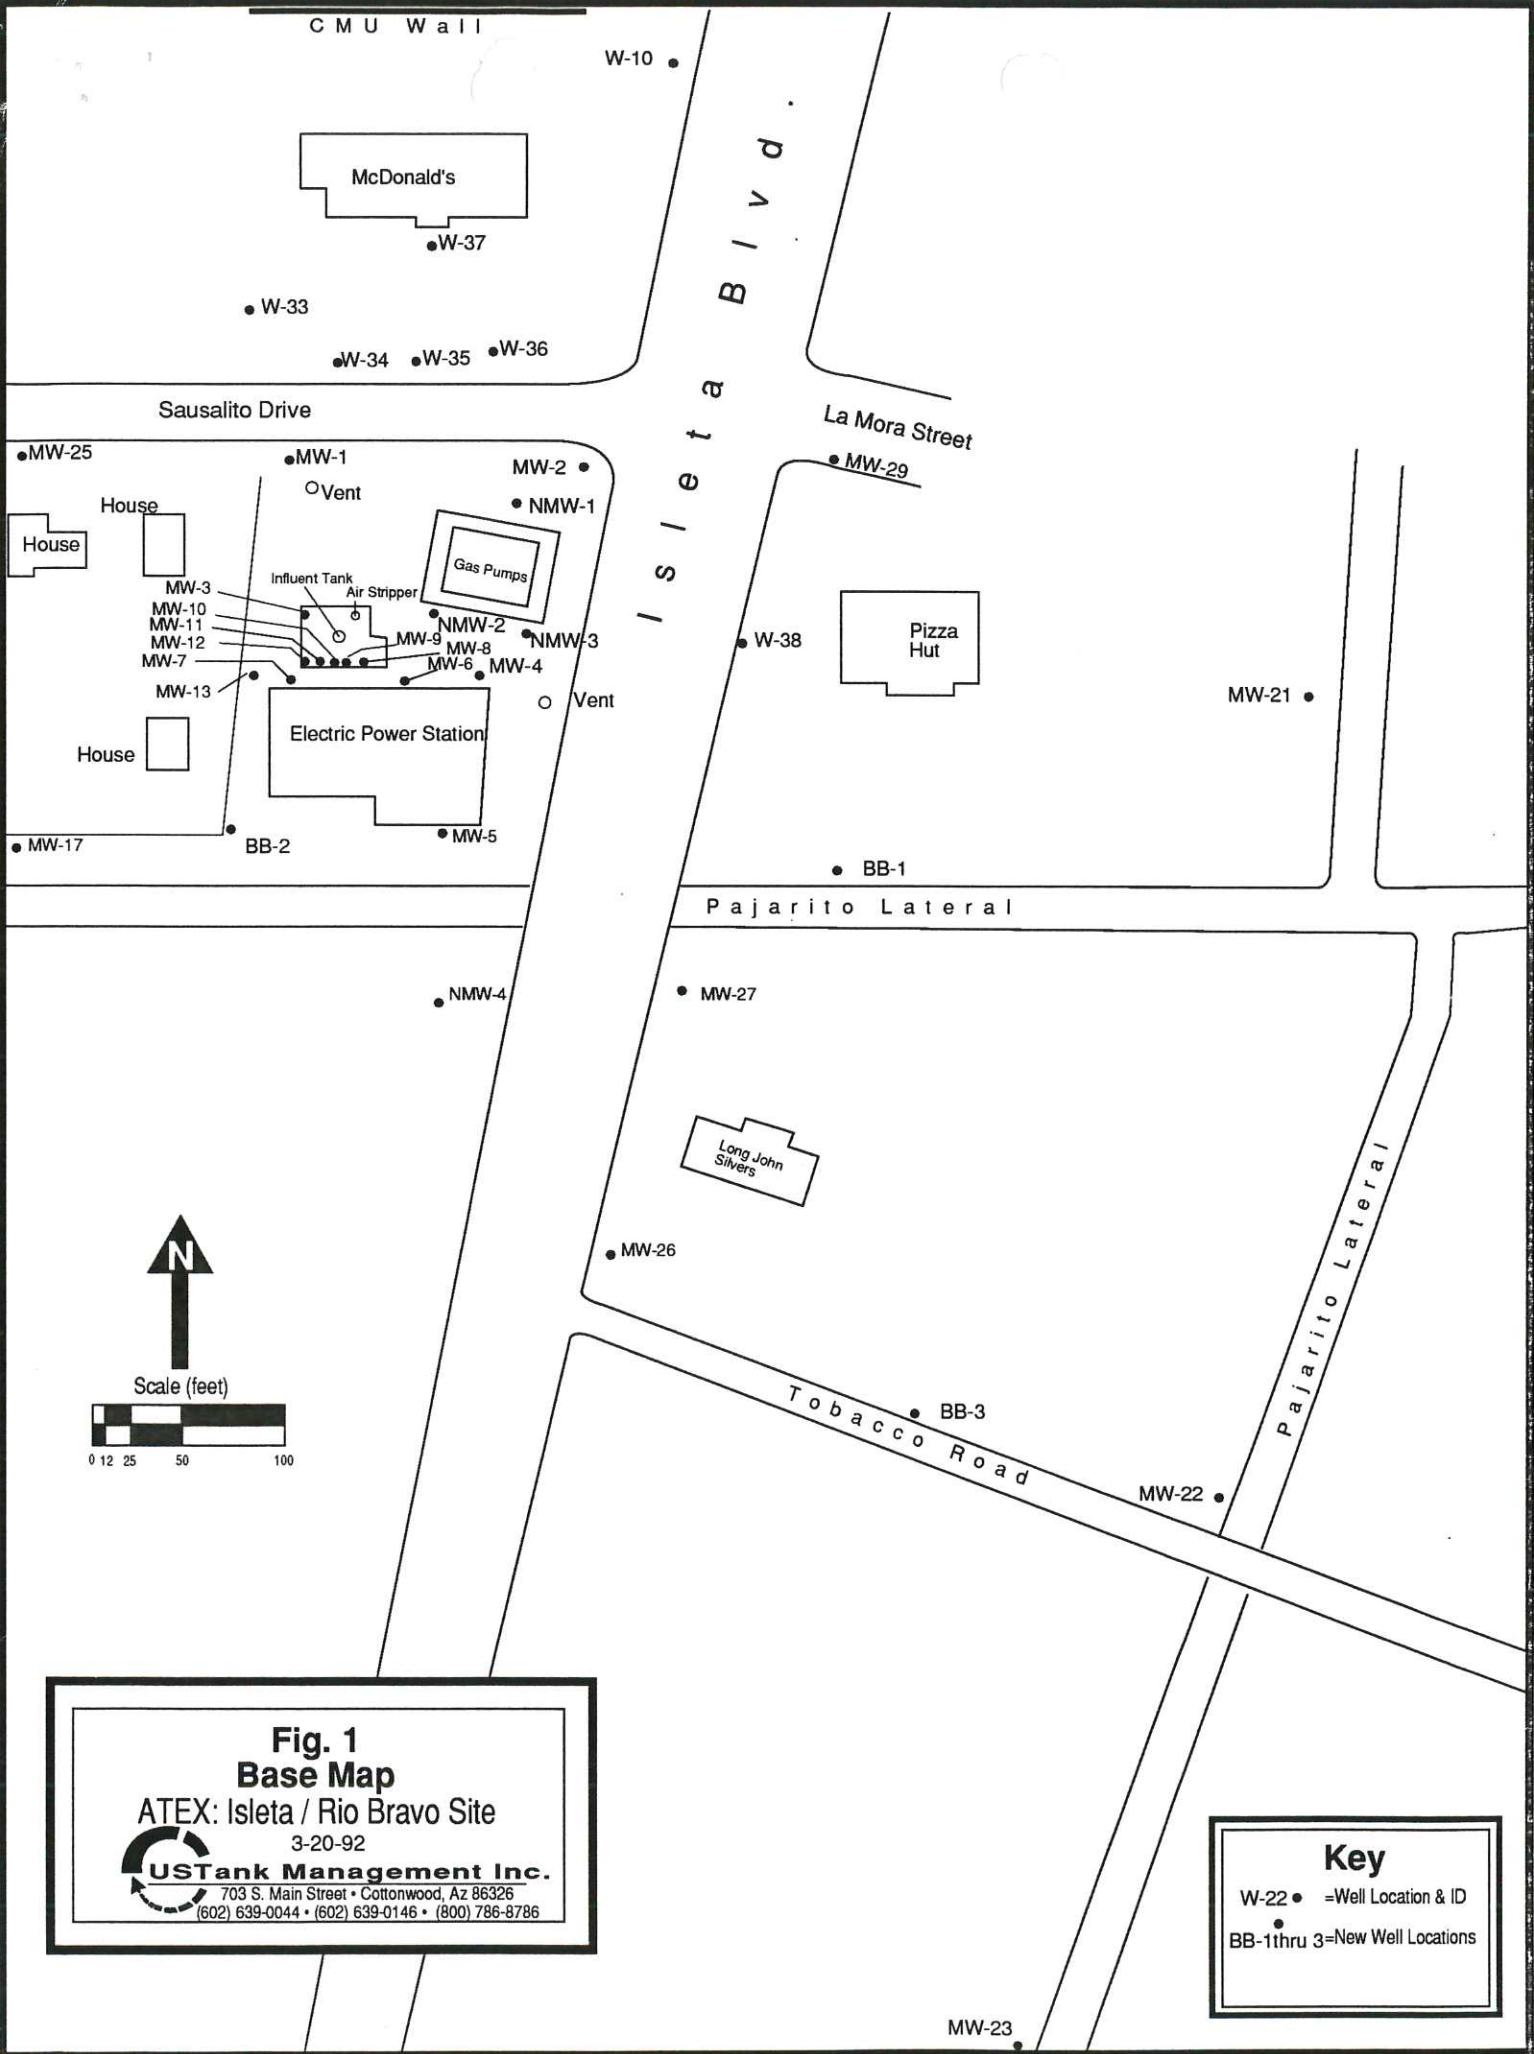 CMU Wall
W-10
McDonald's
W-37
W-33
W-34
W-35
W-36
Isleta Blvd.
Sausalito Drive
La Mora Street
MW-25
MW-1
MW-2
MW-29
Vent
House
NMW-1
House
Gas Pumps
Influent Tank
Air Stripper
MW-3
MW-10
MW-11
MW-12
MW-7
MW-13
NMW-2
NMW-3
MW-9
MW-8
MW-6
MW-4
W-38
Pizza
Hut
MW-21
Vent
Electric Power Station
House
MW-17
BB-2
MW-5
BB-1
Pajarito Lateral
NMW-4
MW-27
Long John
Silvers
MW-26
Pajarito Lateral
N
Scale (feet)
0 12 25 50 100
Tobacco Road
BB-3
MW-22
Fig. 1
Base Map
ATEX: Isleta / Rio Bravo Site
3-20-92
USTank Management Inc.
703 S. Main Street • Cottonwood, Az 86326
(602) 639-0044 • (602) 639-0146 • (800) 786-8786
Key
W-22 =Well Location & ID
BB-1thru 3=New Well Locations
MW-23